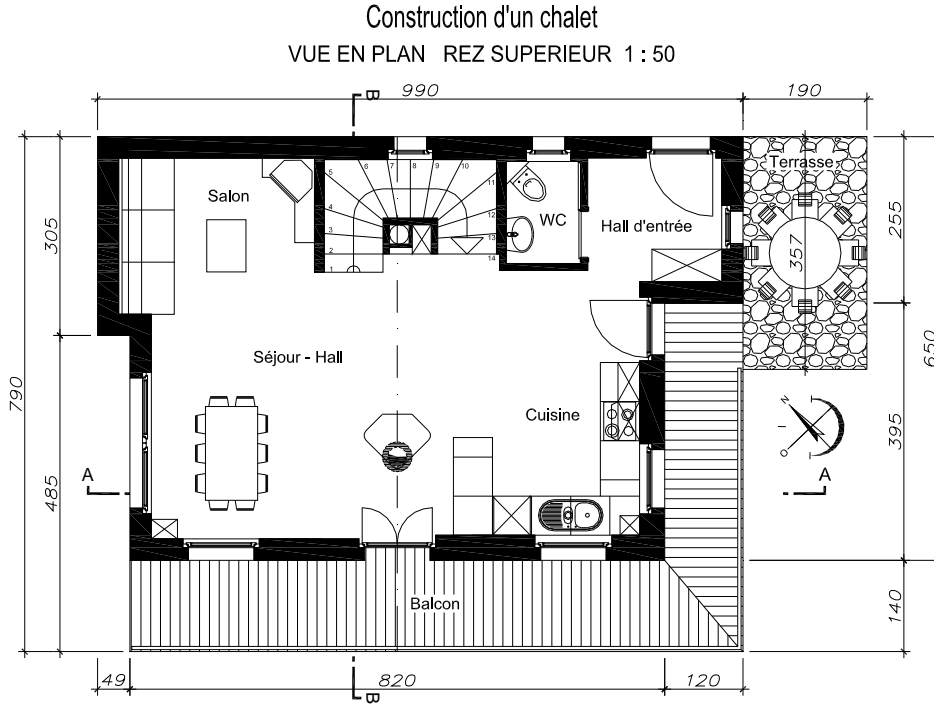 Construction d'un chalet
VUE EN PLAN REZ SUPERIEUR 1 : 50
B
990
190
Terrasse
Salon
WC
Hall d'entrée
305
255
357
1
2
3
4
5
6
7
8
9
10
11
12
13
14
650
790
Séjour - Hall
Cuisine
N
O
395
A
A
485
Balcon
140
49
820
120
B